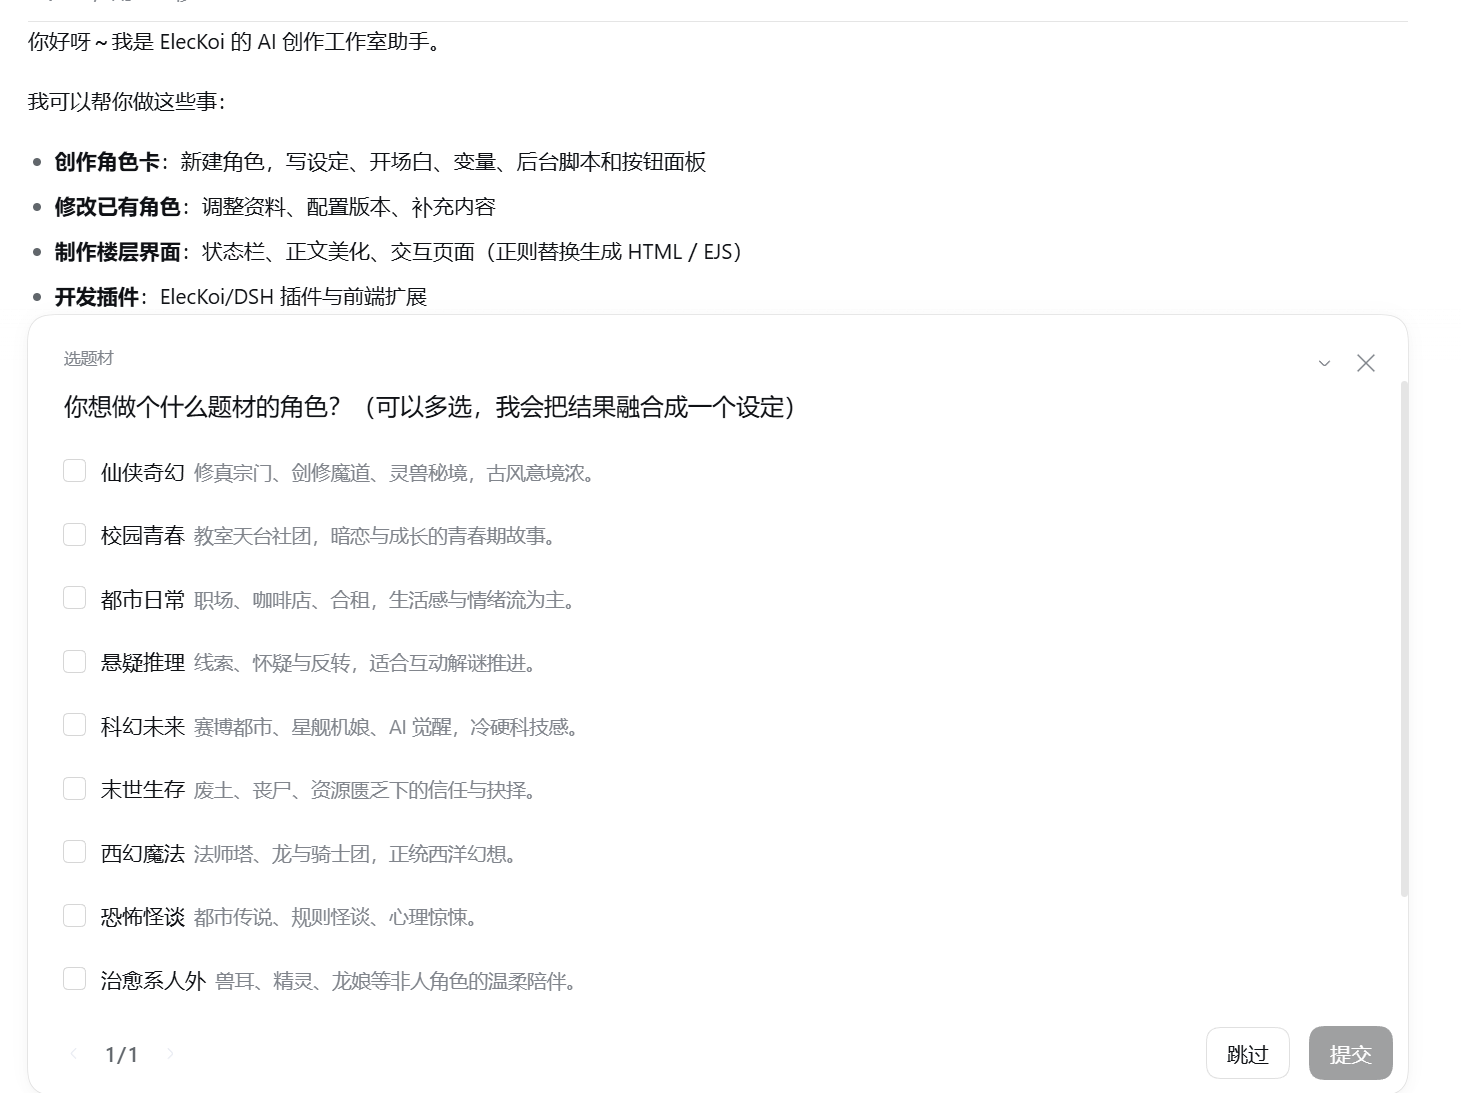 你好呀~我是 ElecKoi 的 AI 创作工作室助手。
我可以帮你做这些事：
创作角色卡：新建角色，写设定、开场白、变量、后台脚本和按钮面板
修改已有角色：调整资料、配置版本、补充内容
制作楼层界面：状态栏、正文美化、交互页面（正则替换生成 HTML / EJS）
开发插件：ElecKoi/DSH 插件与前端扩展
选题材
你想做个什么题材的角色？（可以多选，我会把结果融合成一个设定）
仙侠奇幻 修真宗门、剑修魔道、灵兽秘境，古风意境浓。
校园青春 教室天台社团，暗恋与成长的青春期故事。
都市日常 职场、咖啡店、合租，生活感与情绪流为主。
悬疑推理 线索、怀疑与反转，适合互动解谜推进。
科幻未来 赛博都市、星舰机娘、AI 觉醒，冷硬科技感。
末世生存 废土、丧尸、资源匮乏下的信任与抉择。
西幻魔法 法师塔、龙与骑士团，正统西洋幻想。
恐怖怪谈 都市传说、规则怪谈、心理惊悚。
治愈系人外 兽耳、精灵、龙娘等非人角色的温柔陪伴。
1/1 跳过 提交